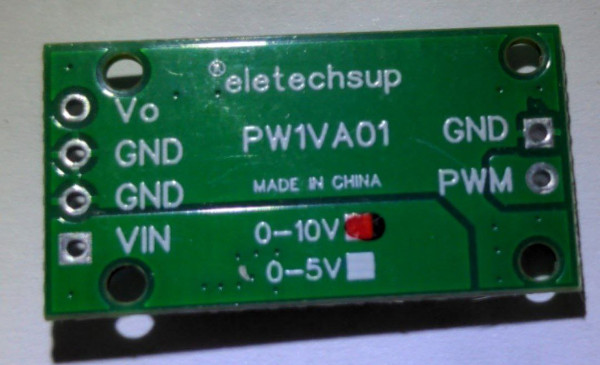 ® eletechsup
Vo
PW1VA01
GND
GND
GND
MADE IN CHINA
PWM
VIN
0-10V
0-5V